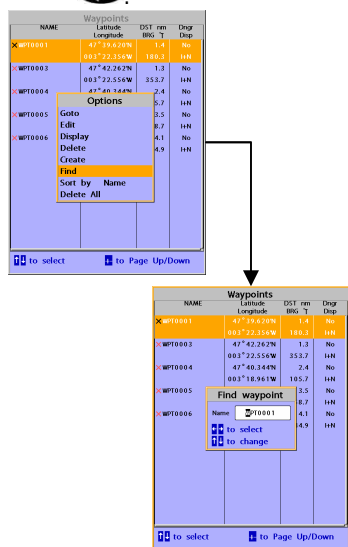 Waypoints
NAME Latitude DST nm Dngr
Longitude BRG °T Disp
WPT0001 47°39.620'N 1.4 No
003°22.356'W 180.3 I+N
WPT0003 47°42.262'N 1.3 No
003°22.556'W 353.7 I+N
WPT0004 47°40.344'N 2.4 No
5.7 I+N
WPT0005 3.5 No
8.7 I+N
WPT0006 4.1 No
4.9 I+N
Options
Goto
Edit
Display
Delete
Create
Find
Sort by Name
Delete All
to select to Page Up/Down
Waypoints
NAME Latitude DST nm Dngr
Longitude BRG °T Disp
WPT0001 47°39.620'N 1.4 No
003°22.356'W 180.3 I+N
WPT0003 47°42.262'N 1.3 No
003°22.556'W 353.7 I+N
WPT0004 47°40.344'N 2.4 No
003°18.961'W 105.7 I+N
WPT0005 3.5 No
8.7 I+N
WPT0006 4.1 No
4.9 I+N
Find waypoint
Name WPT0001
to select
to change
to select to Page Up/Down